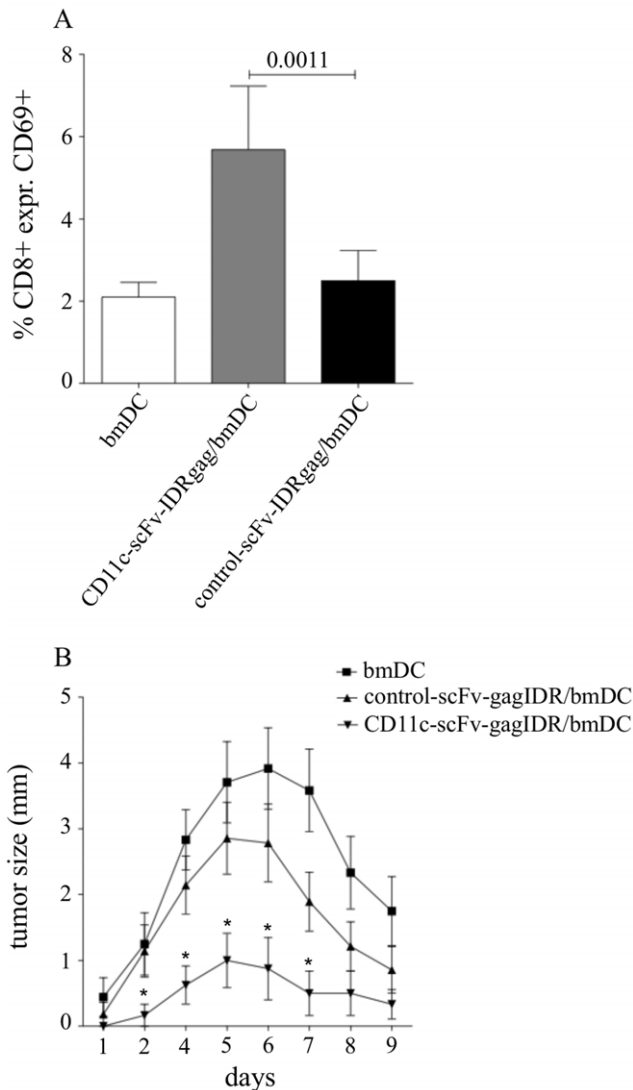 A
% CD8+ expr. CD69+
8
6
4
2
0
0.0011
bmDC
CD11c-scFv-IDRgag/bmDC
control-scFv-IDRgag/bmDC
B
bmDC
control-scFv-gagIDR/bmDC
CD11c-scFv-gagIDR/bmDC
tumor size (mm)
5
4
3
2
1
0
* * * * *
1 2 4 5 6 7 8 9
days